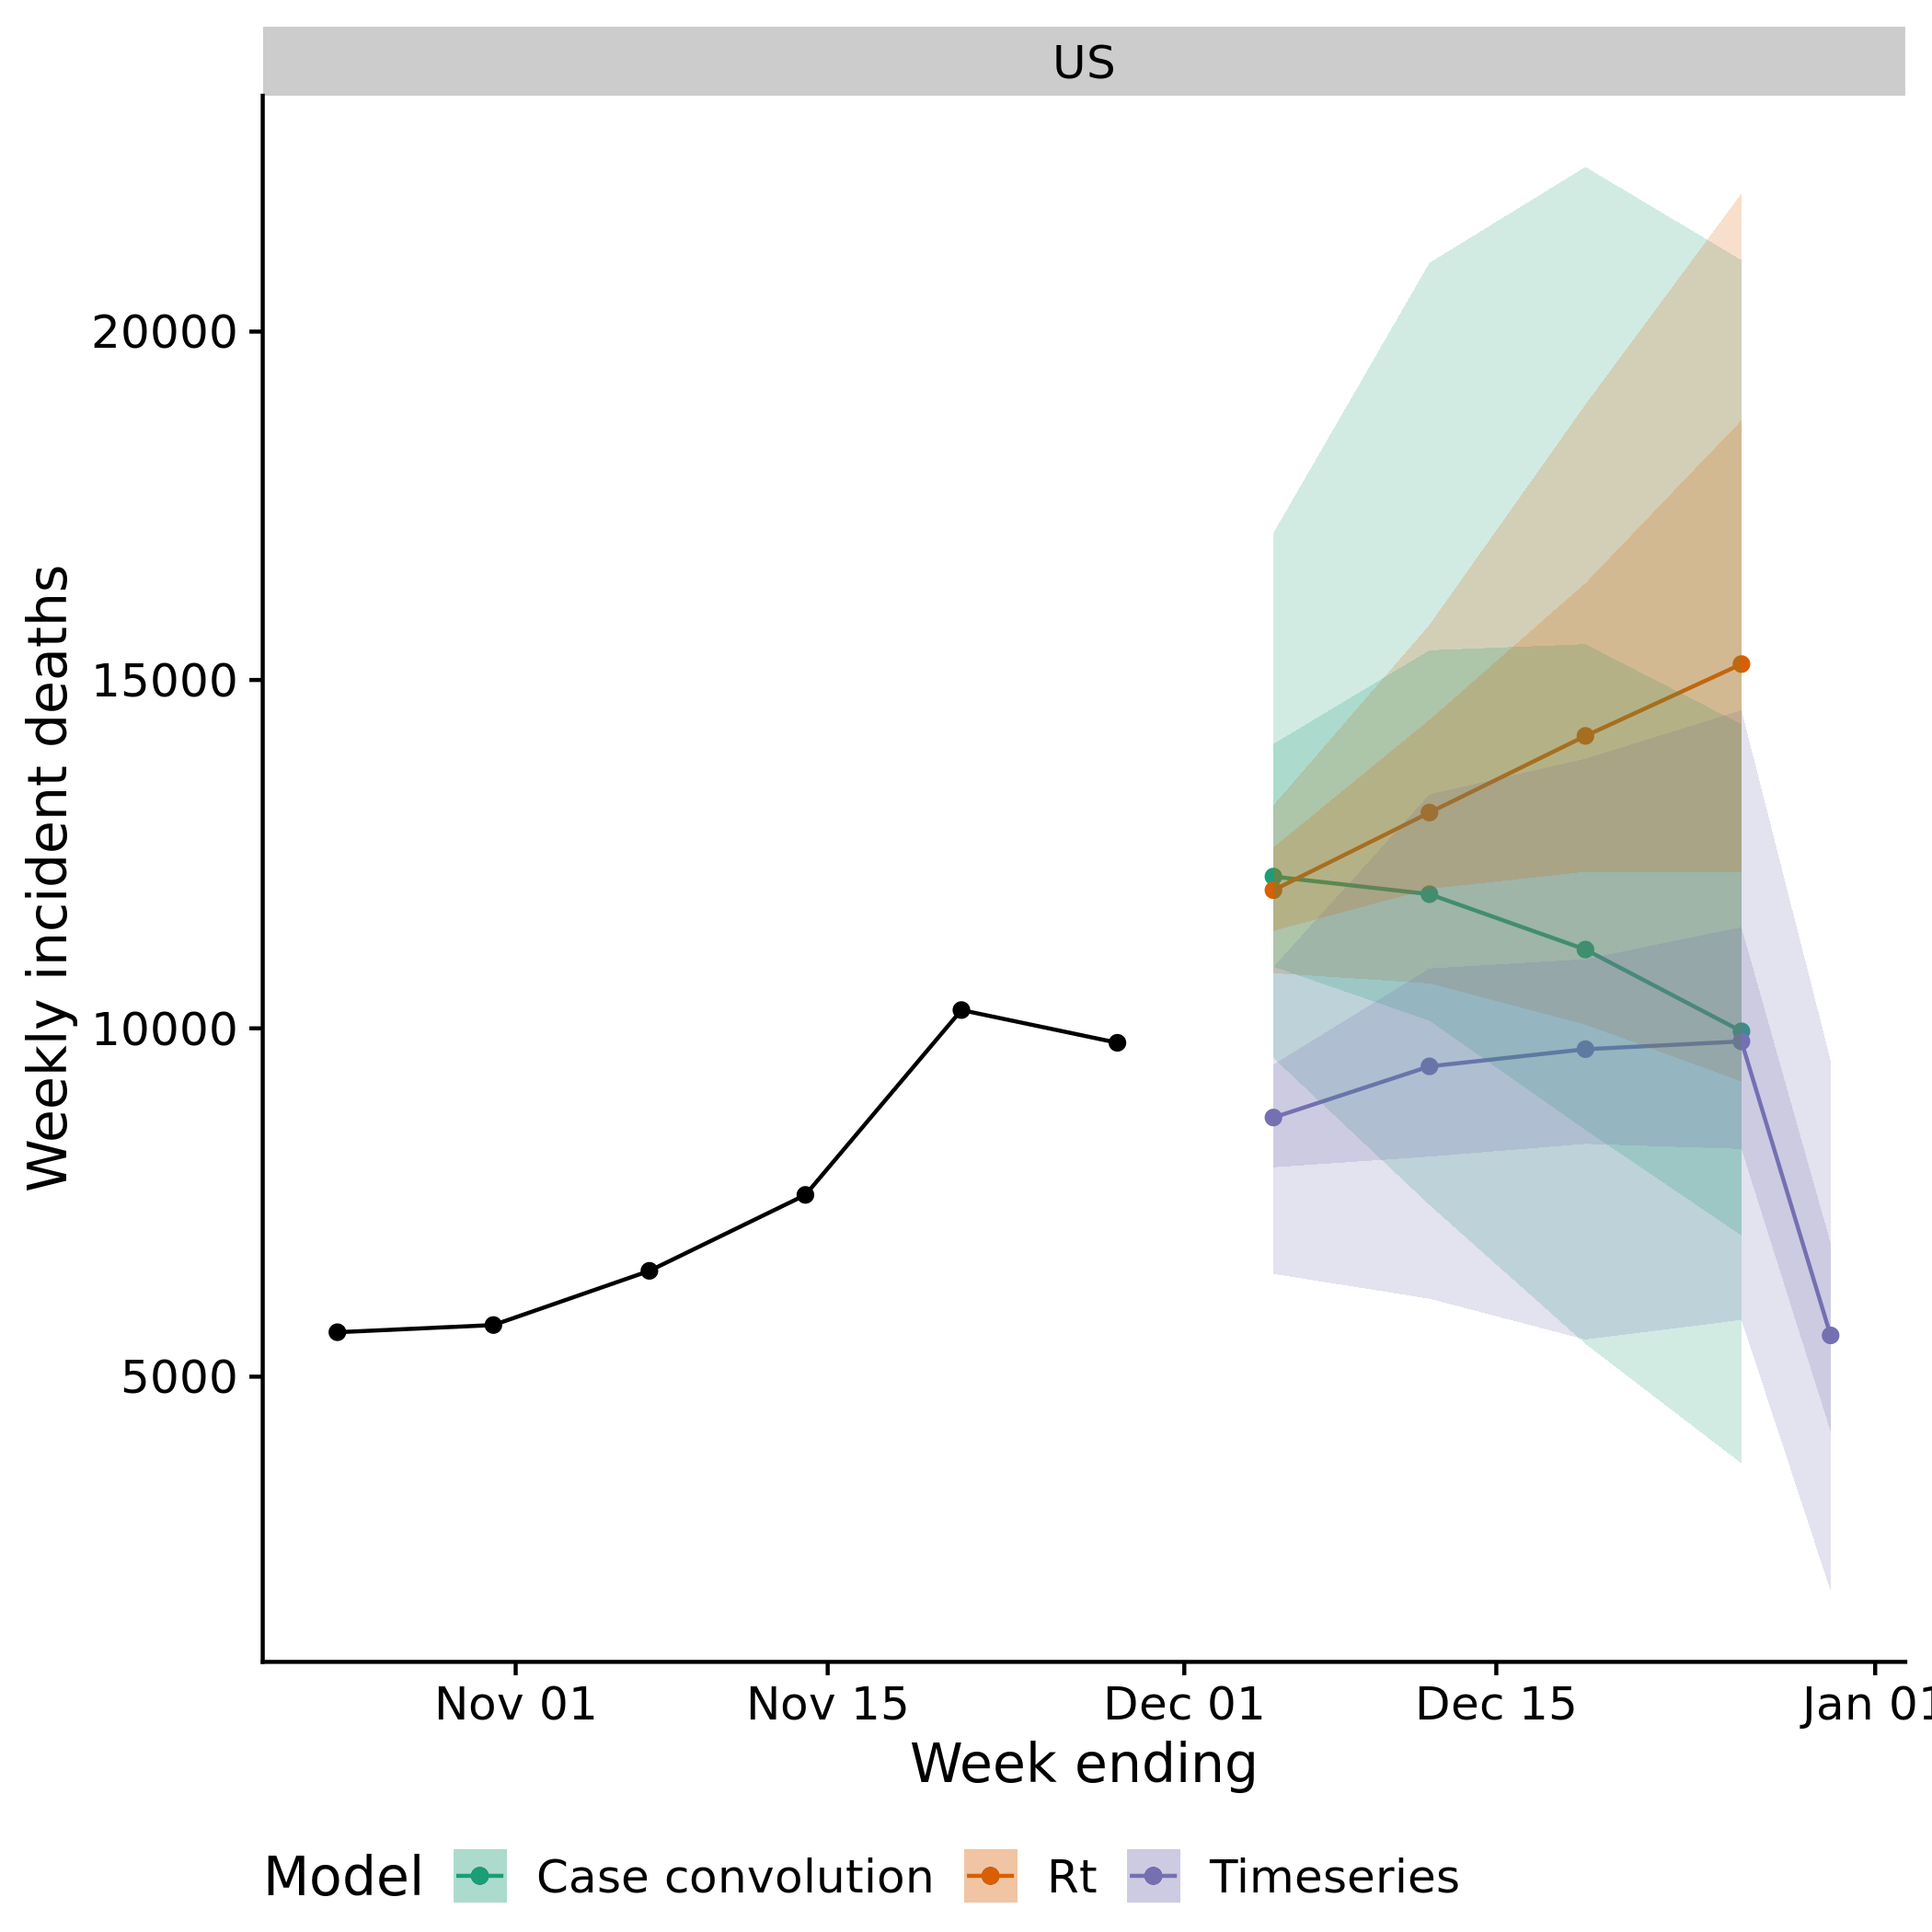 US
Weekly incident deaths
20000
15000
10000
5000
Nov 01
Nov 15
Dec 01
Dec 15
Jan 01
Week ending
Model
Case convolution
Rt
Timeseries